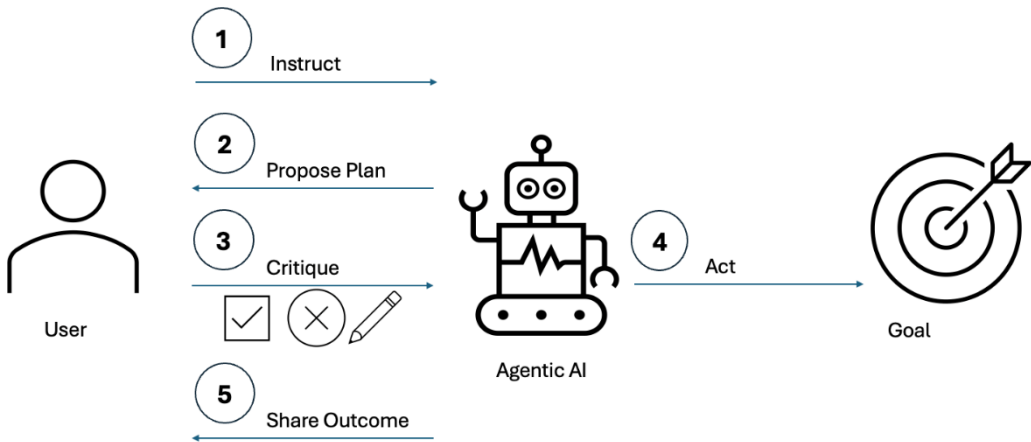 1
Instruct
2
Propose Plan
3
Critique
4
Act
User
Goal
Agentic AI
5
Share Outcome